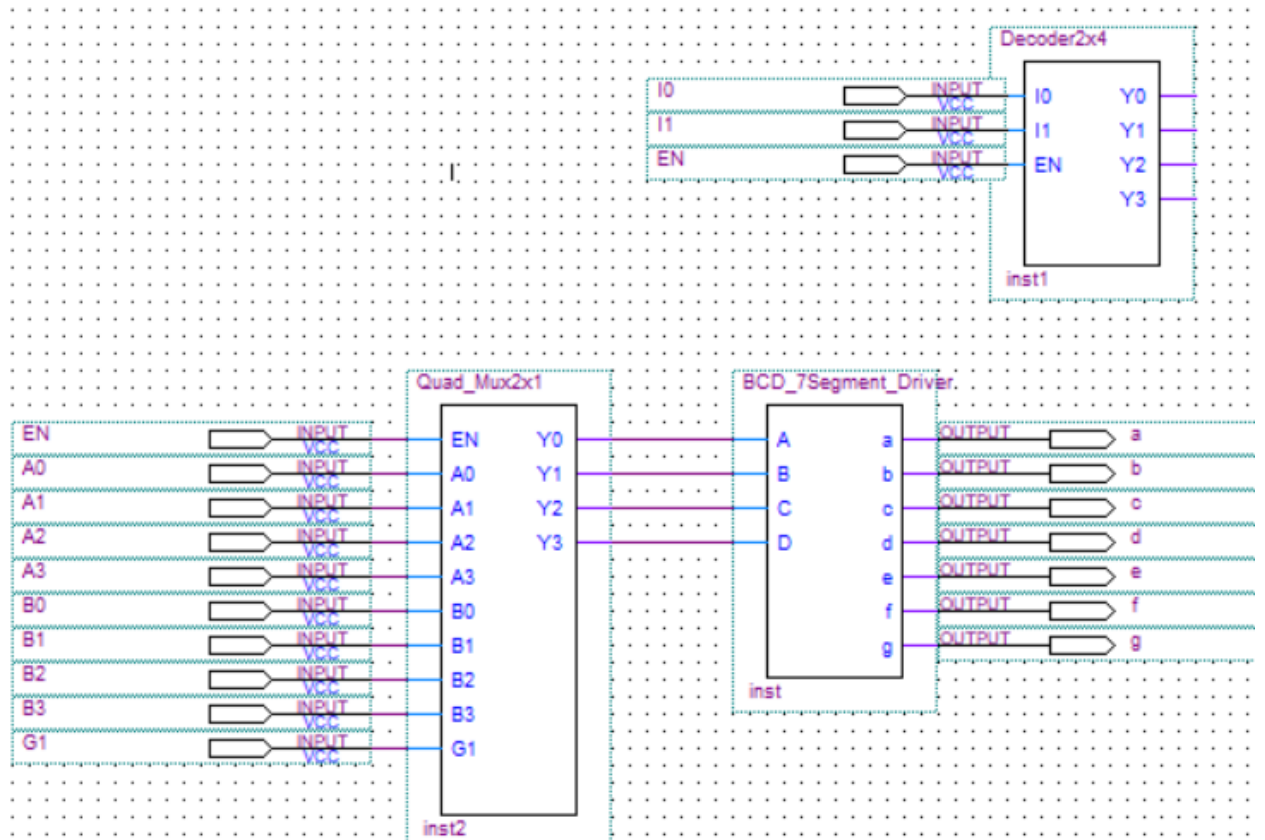 Decoder2x4
I0 INPUT VCC I0 Y0
I1 INPUT VCC I1 Y1
EN INPUT VCC EN Y2
Y3
inst1
Quad_Mux2x1 BCD_7Segment_Driver.
EN INPUT VCC EN Y0 A a OUTPUT a
A0 INPUT VCC A0 Y1 B b OUTPUT b
A1 INPUT VCC A1 Y2 C c OUTPUT c
A2 INPUT VCC A2 Y3 D d OUTPUT d
A3 INPUT VCC A3 e OUTPUT e
B0 INPUT VCC B0 f OUTPUT f
B1 INPUT VCC B1 g OUTPUT g
B2 INPUT VCC B2
inst
B3 INPUT VCC B3
G1 INPUT VCC G1
inst2